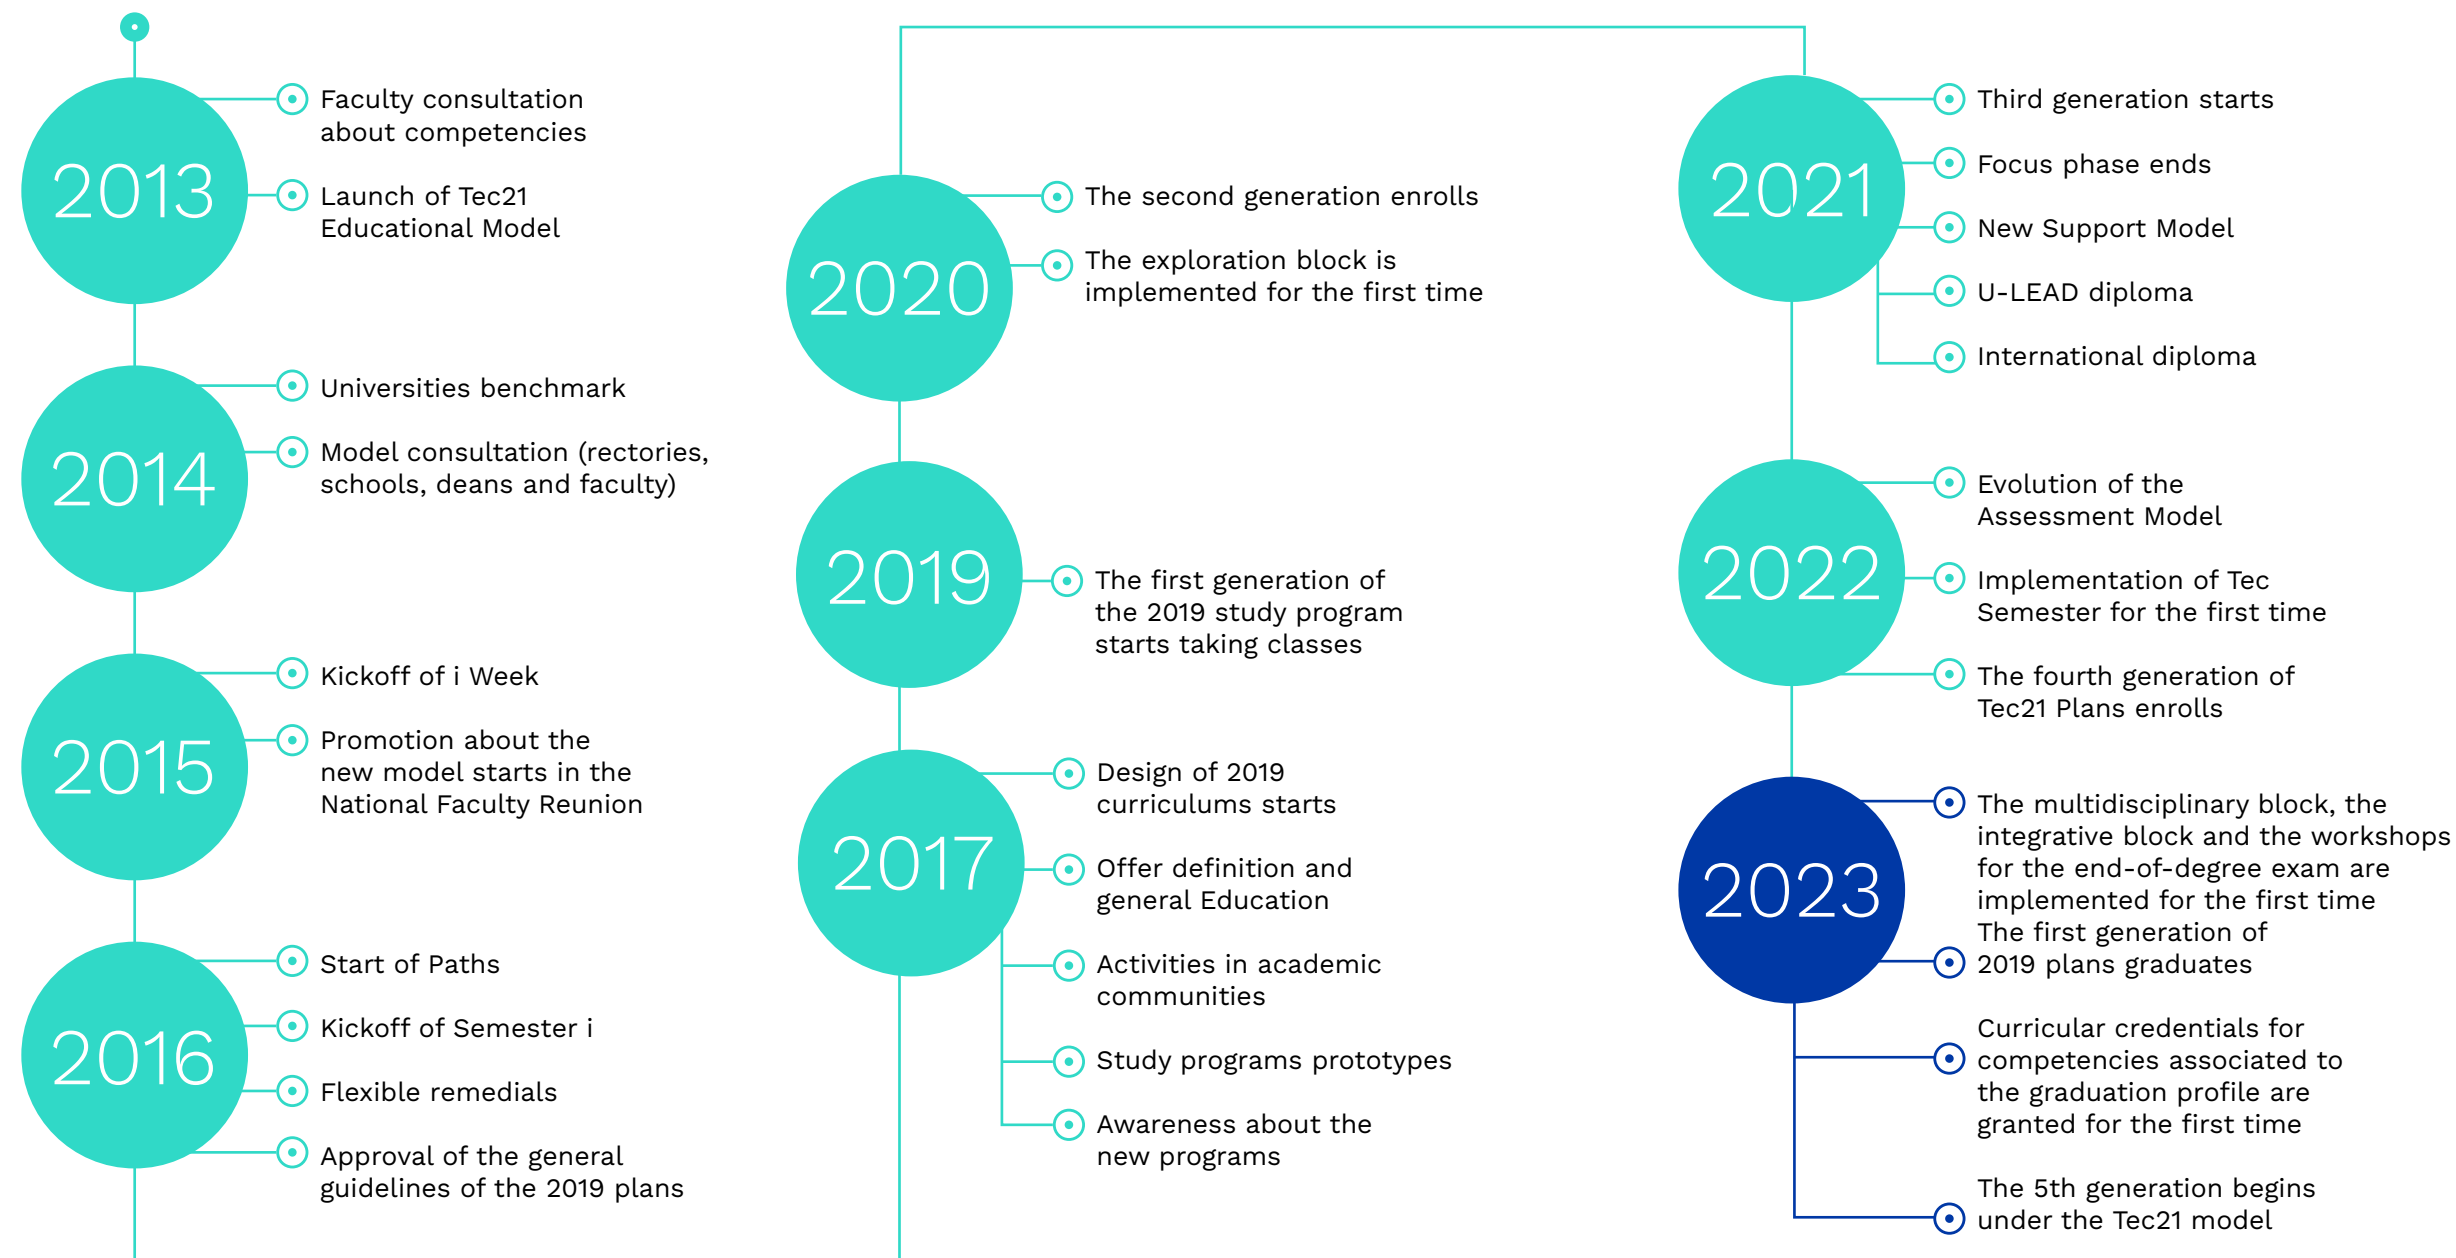 2013
Faculty consultation
about competencies
Launch of Tec21
Educational Model
2014
Universities benchmark
Model consultation (rectories,
schools, deans and faculty)
2015
Kickoff of i Week
Promotion about the
new model starts in the
National Faculty Reunion
2016
Start of Paths
Kickoff of Semester i
Flexible remedials
Approval of the general
guidelines of the 2019 plans
2020
The second generation enrolls
The exploration block is
implemented for the first time
2019
The first generation of
the 2019 study program
starts taking classes
2017
Design of 2019
curriculums starts
Offer definition and
general Education
Activities in academic
communities
Study programs prototypes
Awareness about the
new programs
2021
Third generation starts
Focus phase ends
New Support Model
U-LEAD diploma
International diploma
2022
Evolution of the
Assessment Model
Implementation of Tec
Semester for the first time
The fourth generation of
Tec21 Plans enrolls
2023
The multidisciplinary block, the
integrative block and the workshops
for the end-of-degree exam are
implemented for the first time
The first generation of
2019 plans graduates
Curricular credentials for
competencies associated to
the graduation profile are
granted for the first time
The 5th generation begins
under the Tec21 model